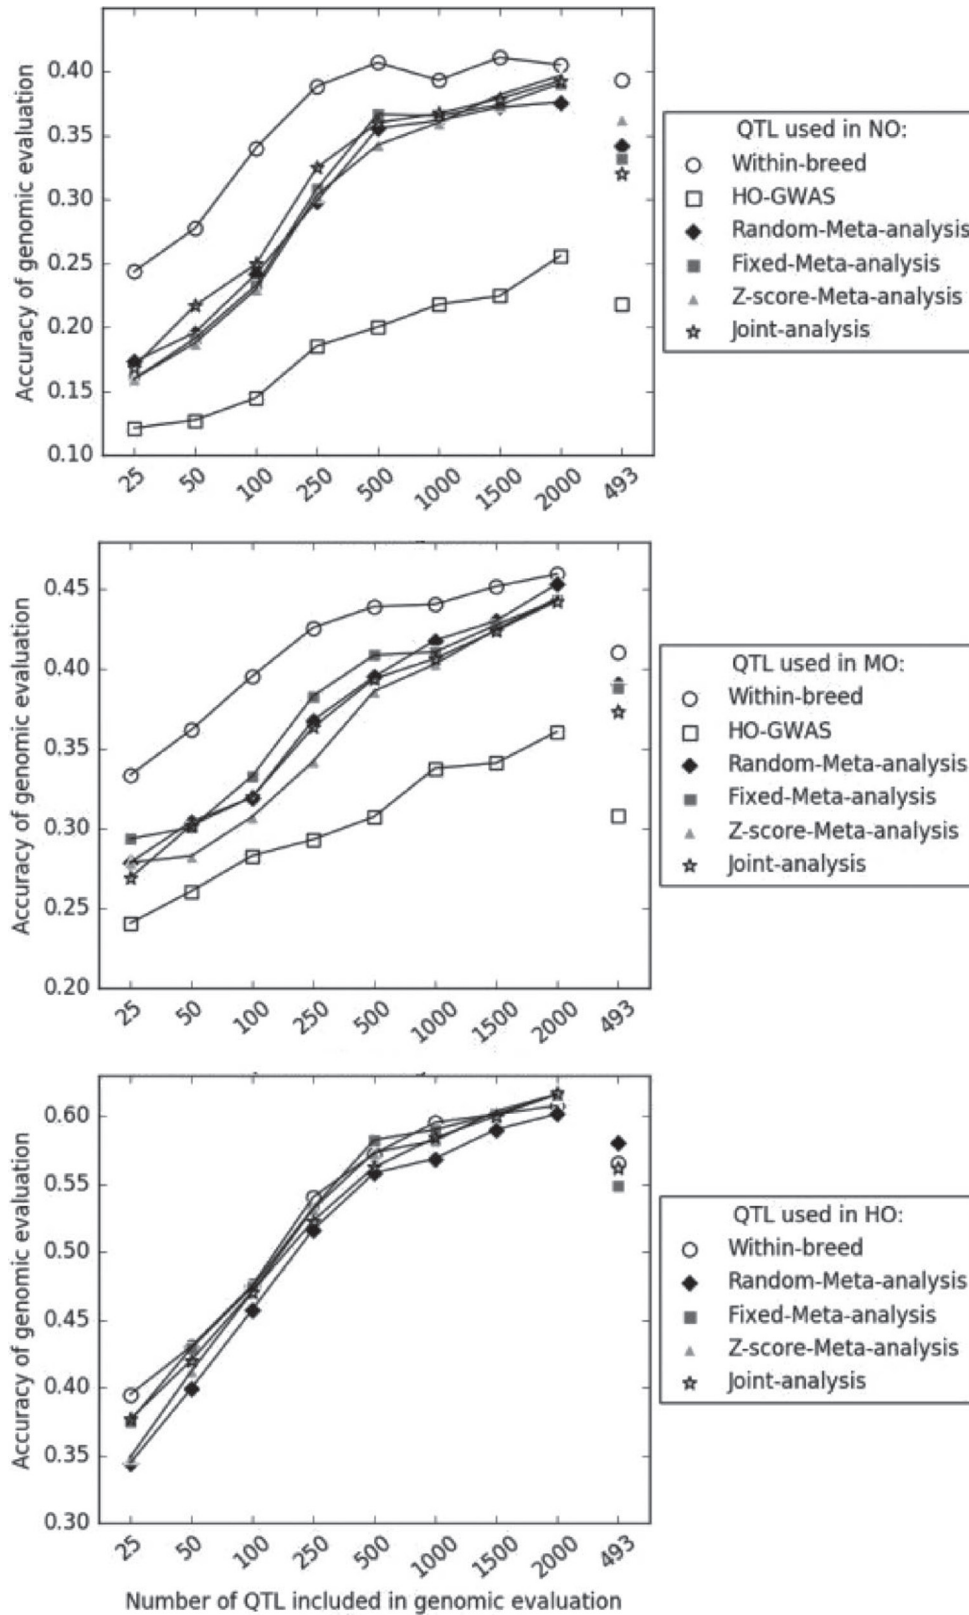 Accuracy of genomic evaluation
0.40
0.35
0.30
0.25
0.20
0.15
0.10
25
50
100
250
500
1000
1500
2000
493
QTL used in NO:
Within-breed
HO-GWAS
Random-Meta-analysis
Fixed-Meta-analysis
Z-score-Meta-analysis
Joint-analysis
Accuracy of genomic evaluation
0.45
0.40
0.35
0.30
0.25
0.20
25
50
100
250
500
1000
1500
2000
493
QTL used in MO:
Within-breed
HO-GWAS
Random-Meta-analysis
Fixed-Meta-analysis
Z-score-Meta-analysis
Joint-analysis
Accuracy of genomic evaluation
0.60
0.55
0.50
0.45
0.40
0.35
0.30
25
50
100
250
500
1000
1500
2000
493
Number of QTL included in genomic evaluation
QTL used in HO:
Within-breed
Random-Meta-analysis
Fixed-Meta-analysis
Z-score-Meta-analysis
Joint-analysis